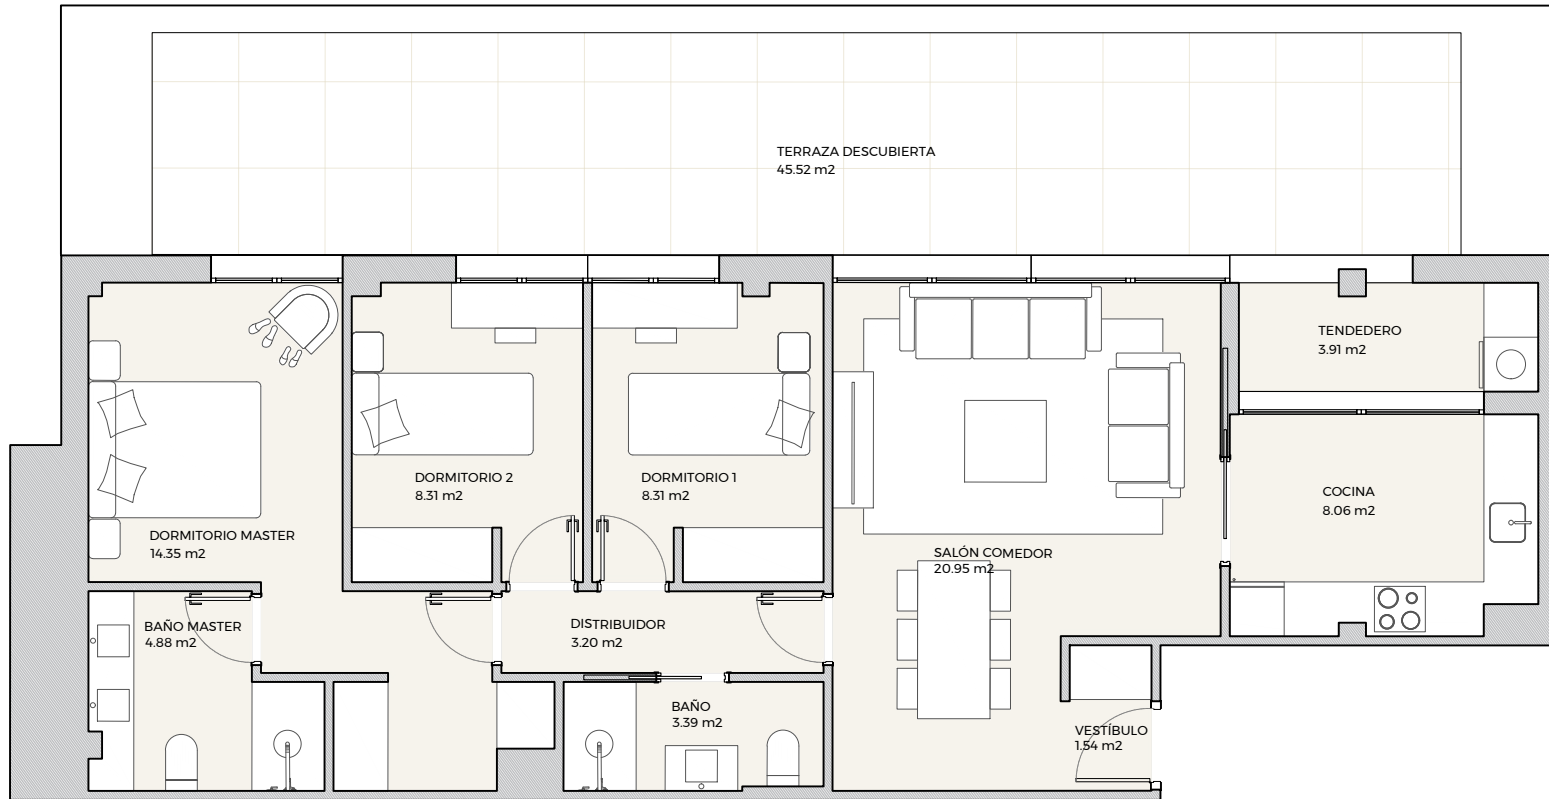 TERRAZA DESCUBIERTA
45.52 m2
TENDEDERO
3.91 m2
DORMITORIO 2
8.31 m2
DORMITORIO 1
8.31 m2
COCINA
8.06 m2
DORMITORIO MASTER
14.35 m2
SALÓN COMEDOR
20.95 m2
BAÑO MASTER
4.88 m2
DISTRIBUIDOR
3.20 m2
BAÑO
3.39 m2
VESTÍBULO
1.54 m2